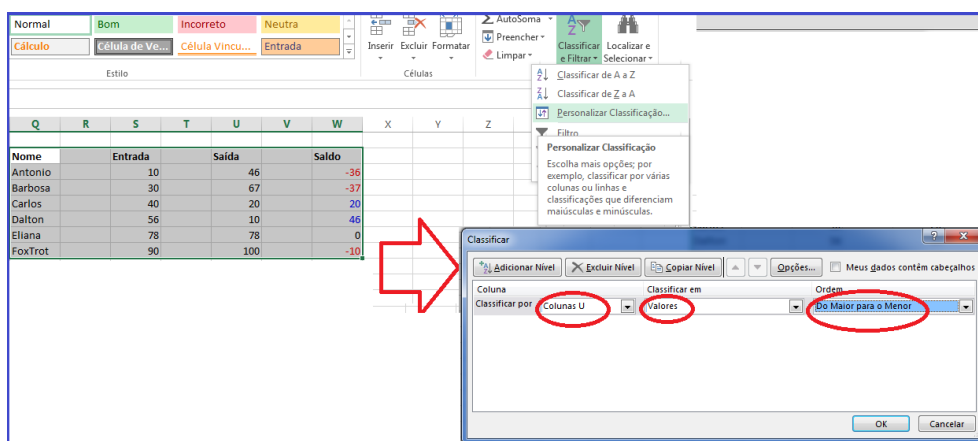 Normal Bom Incorreto Neutra
Cálculo Célula de Ve... Célula Vincu... Entrada
Estilo
Inserir Excluir Formatar
Células
AutoSoma
Preencher
Limpar
Classificar e Filtrar
Localizar e Selecionar
Classificar de A a Z
Classificar de Z a A
Personalizar Classificação...
Filtro
Personalizar Classificação
Escolha mais opções; por
exemplo, classificar por várias
colunas ou linhas e
classificações que diferenciam
maiúsculas e minúsculas.
Q R S T U V W X Y Z
Nome Entrada Saída Saldo
Antonio 10 46 -36
Barbosa 30 67 -37
Carlos 40 20 20
Dalton 56 10 46
Eliana 78 78 0
FoxTrot 90 100 -10
Classificar
Adicionar Nível Excluir Nível Copiar Nível Opções... Meus dados contêm cabeçalhos
Coluna Classificar em Ordem
Classificar por Colunas U Valores Do Maior para o Menor
OK Cancelar